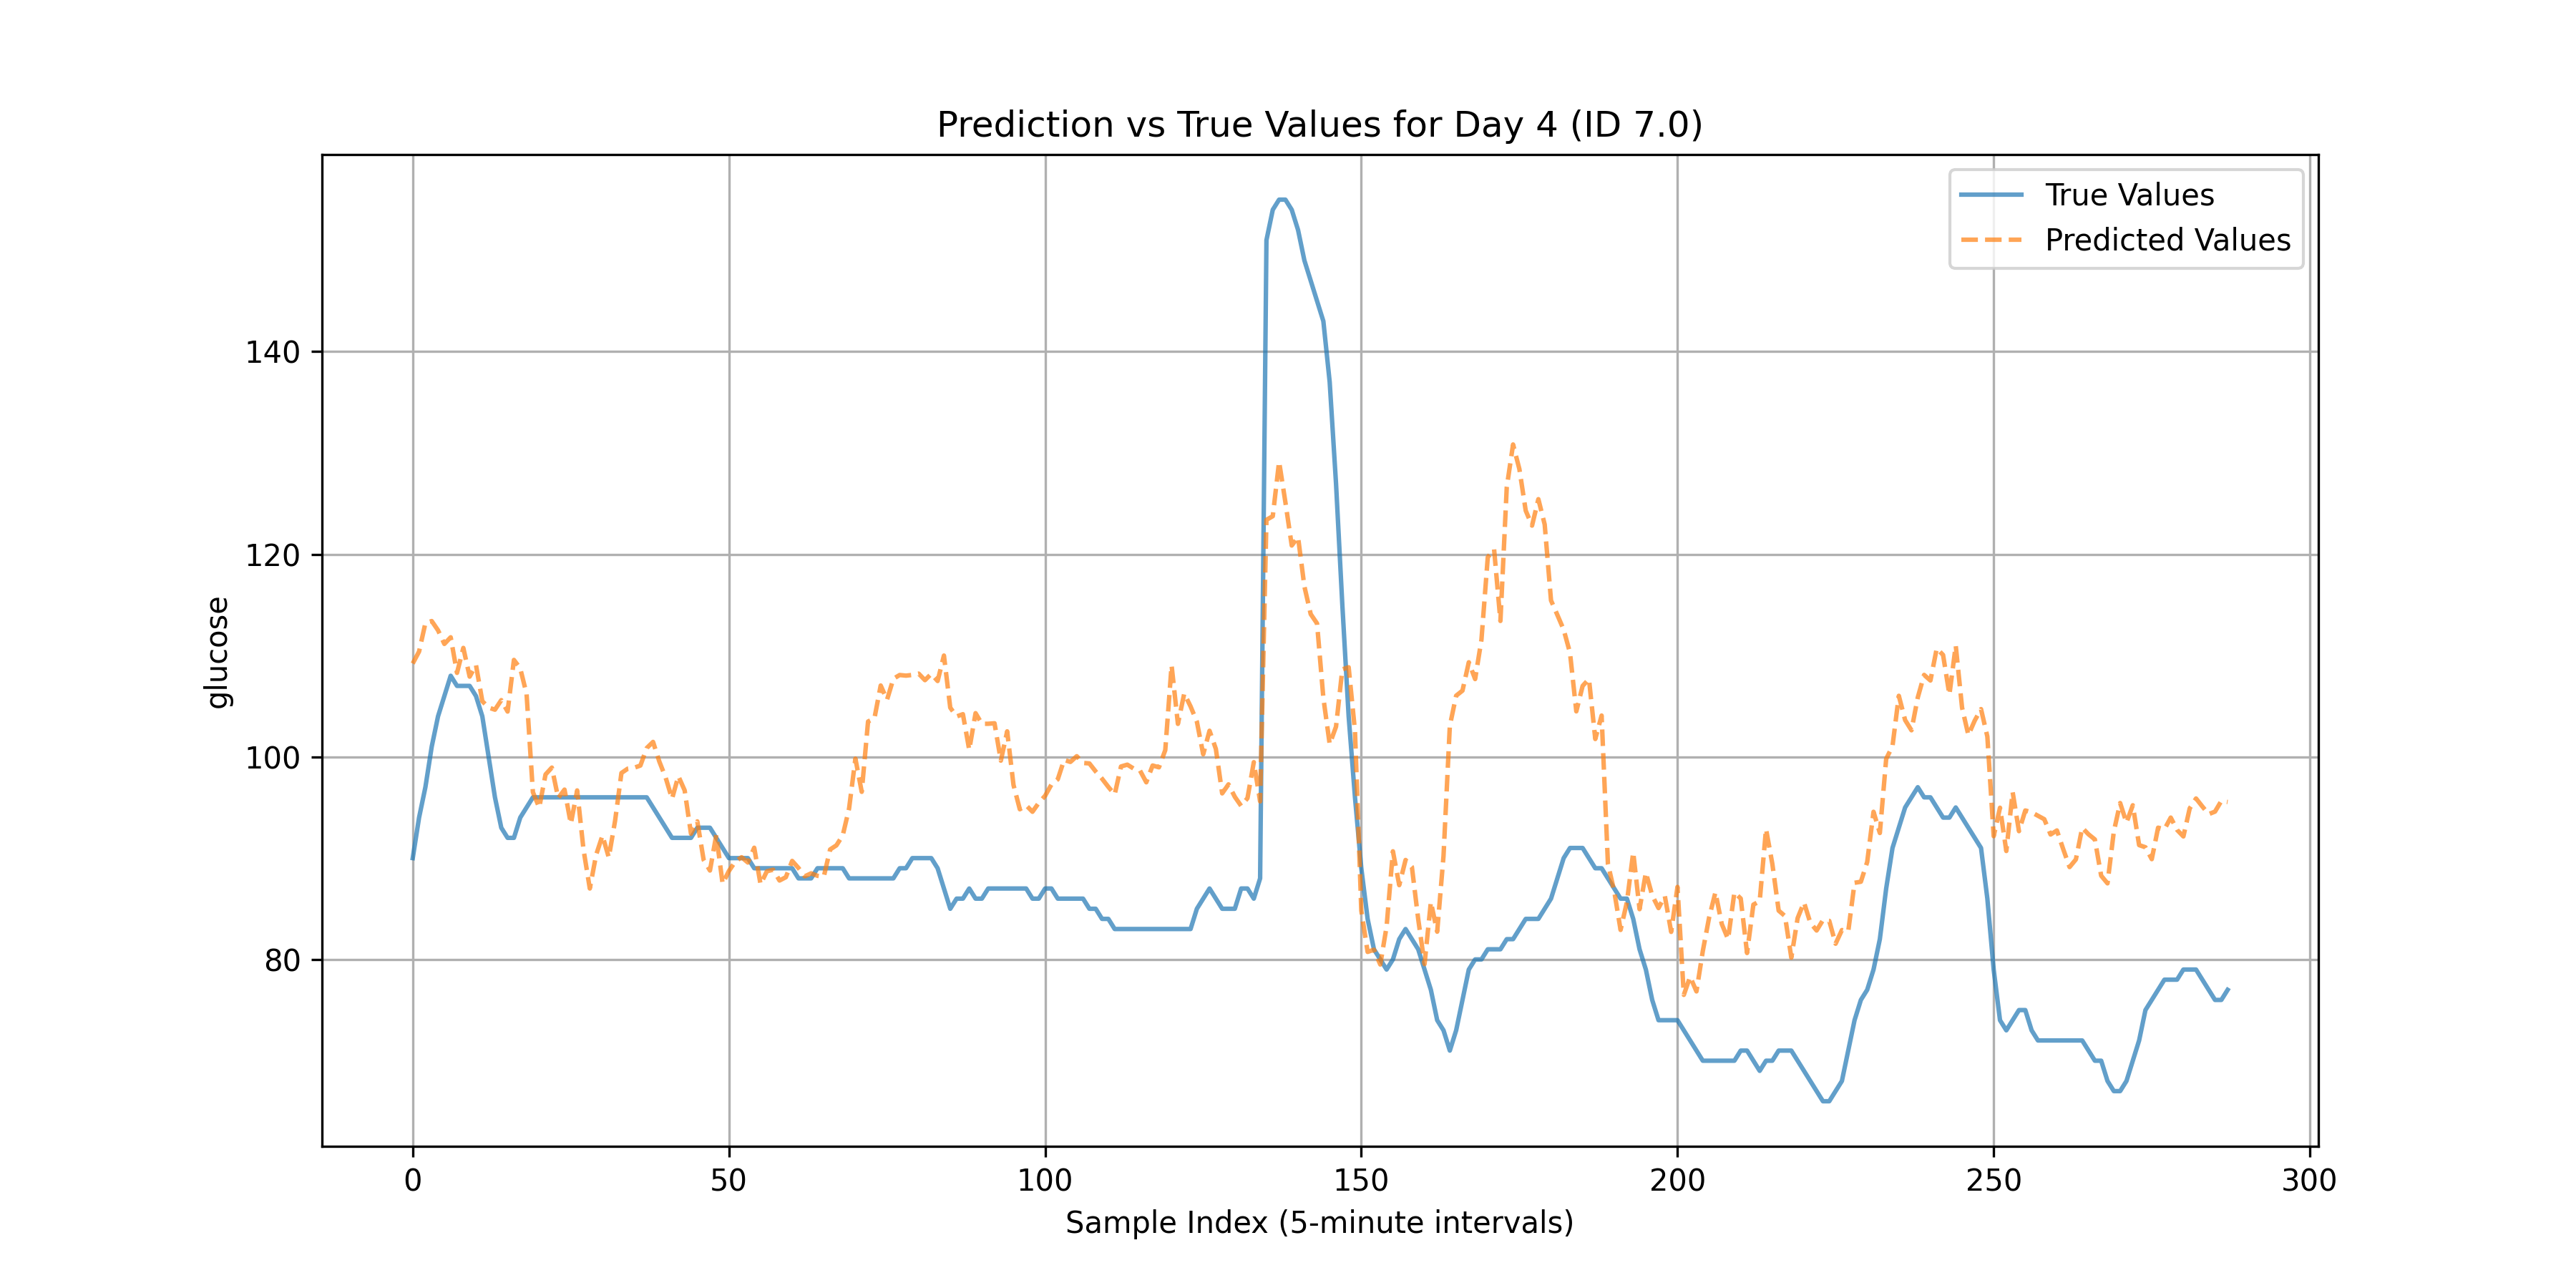 Prediction vs True Values for Day 4 (ID 7.0)
True Values
Predicted Values
glucose
140
120
100
80
0 50 100 150 200 250 300
Sample Index (5-minute intervals)